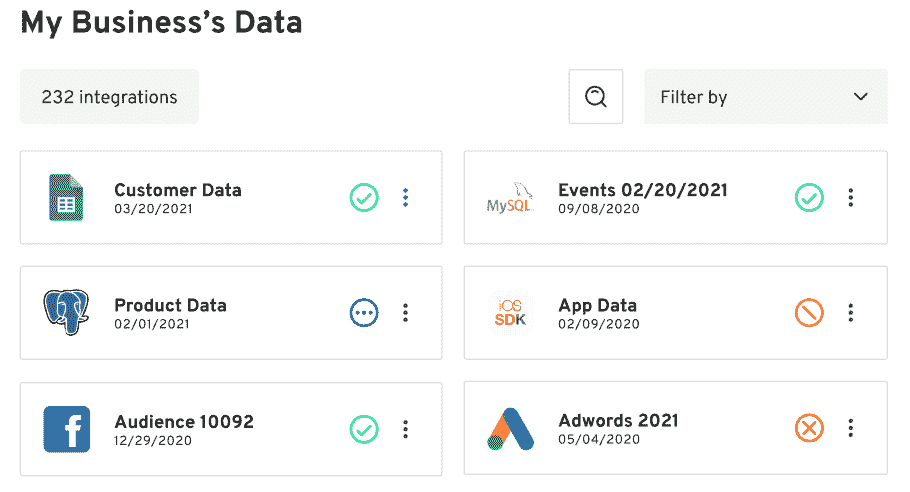 My Business's Data
232 integrations
Filter by
Customer Data
03/20/2021
MySQL
Events 02/20/2021
09/08/2020
Product Data
02/01/2021
iOS
SDK
App Data
02/09/2020
f
Audience 10092
12/29/2020
Adwords 2021
05/04/2020